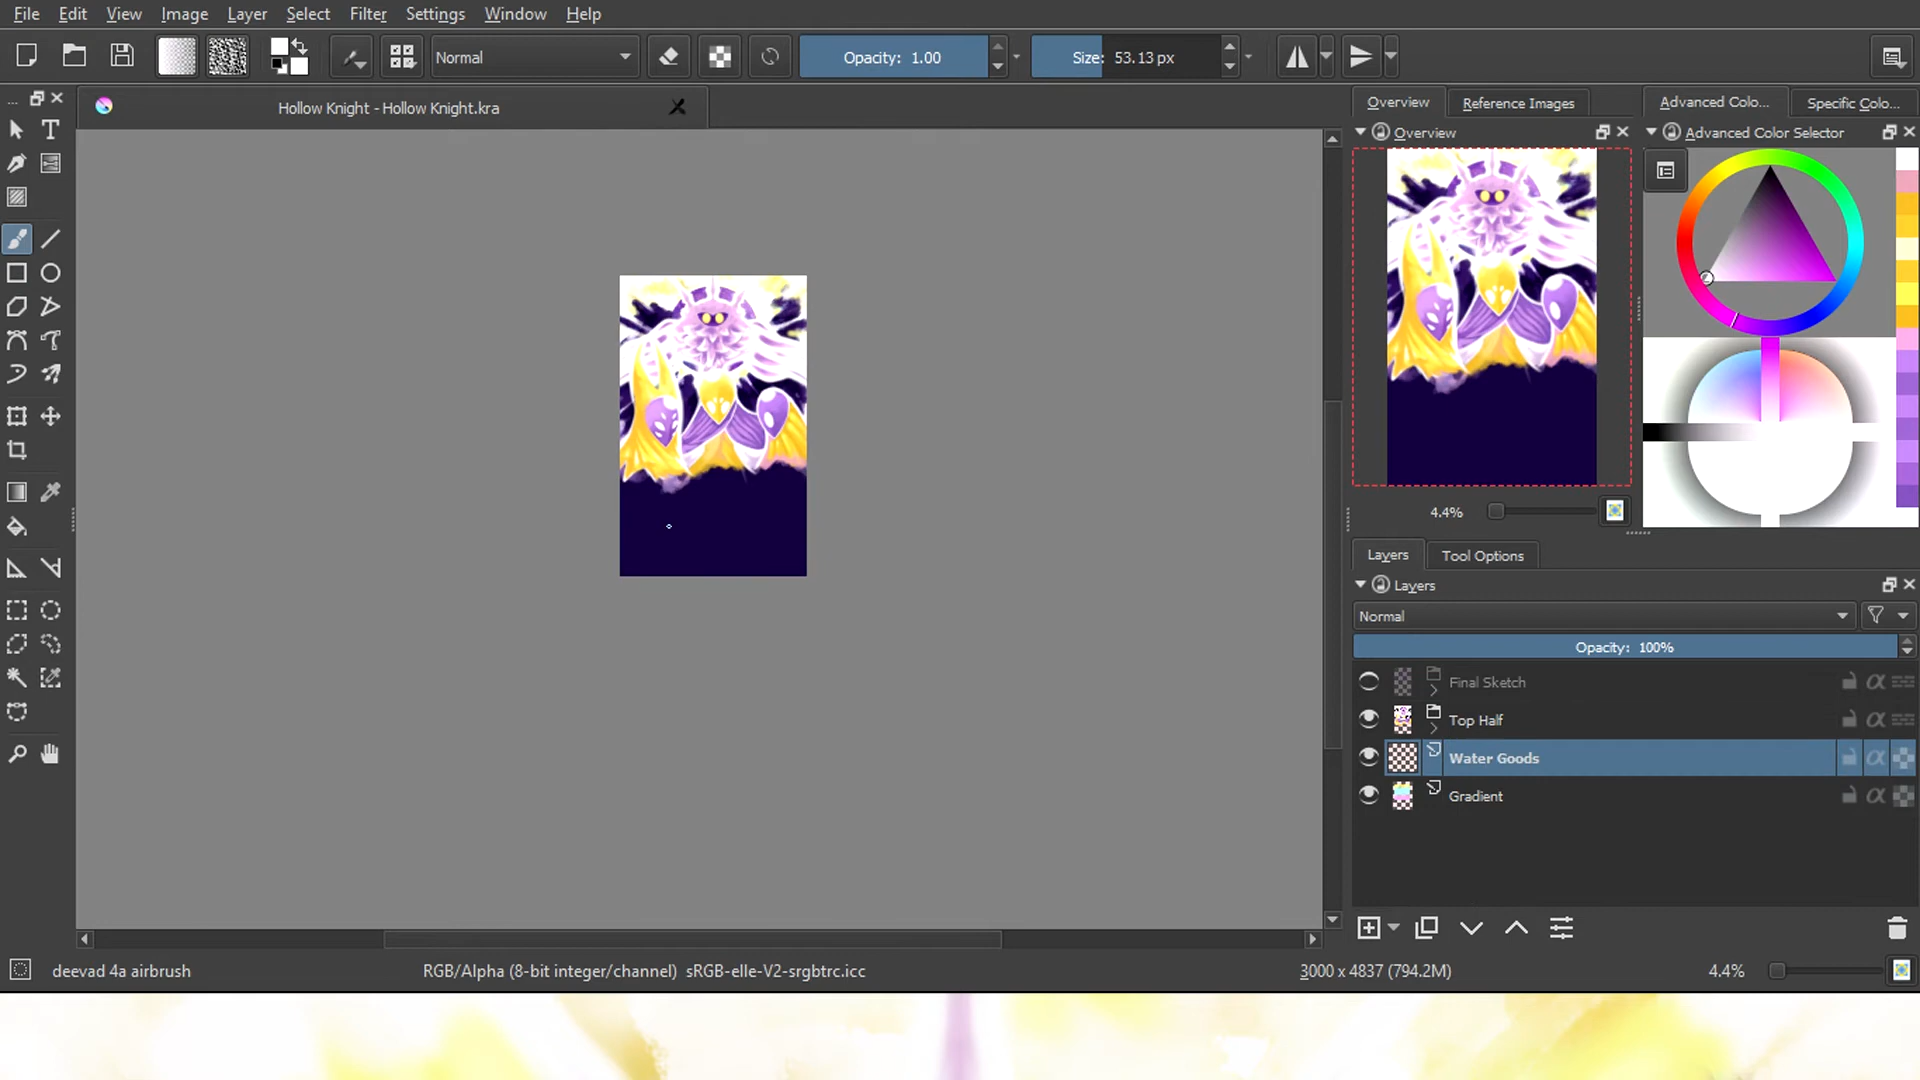 File Edit View Image Layer Select Filter Settings Window Help
Normal
Opacity: 1.00
Size: 53.13 px
...
Hollow Knight - Hollow Knight.kra
Overview
Reference Images
Advanced Colo...
Specific Colo...
Overview
Advanced Color Selector
4.4%
Layers
Tool Options
Layers
Normal
Opacity: 100%
Final Sketch
Top Half
Water Goods
Gradient
deevad 4a airbrush
RGB/Alpha (8-bit integer/channel) sRGB-elle-V2-srgbtrc.icc
3000 x 4837 (794.2M)
4.4%